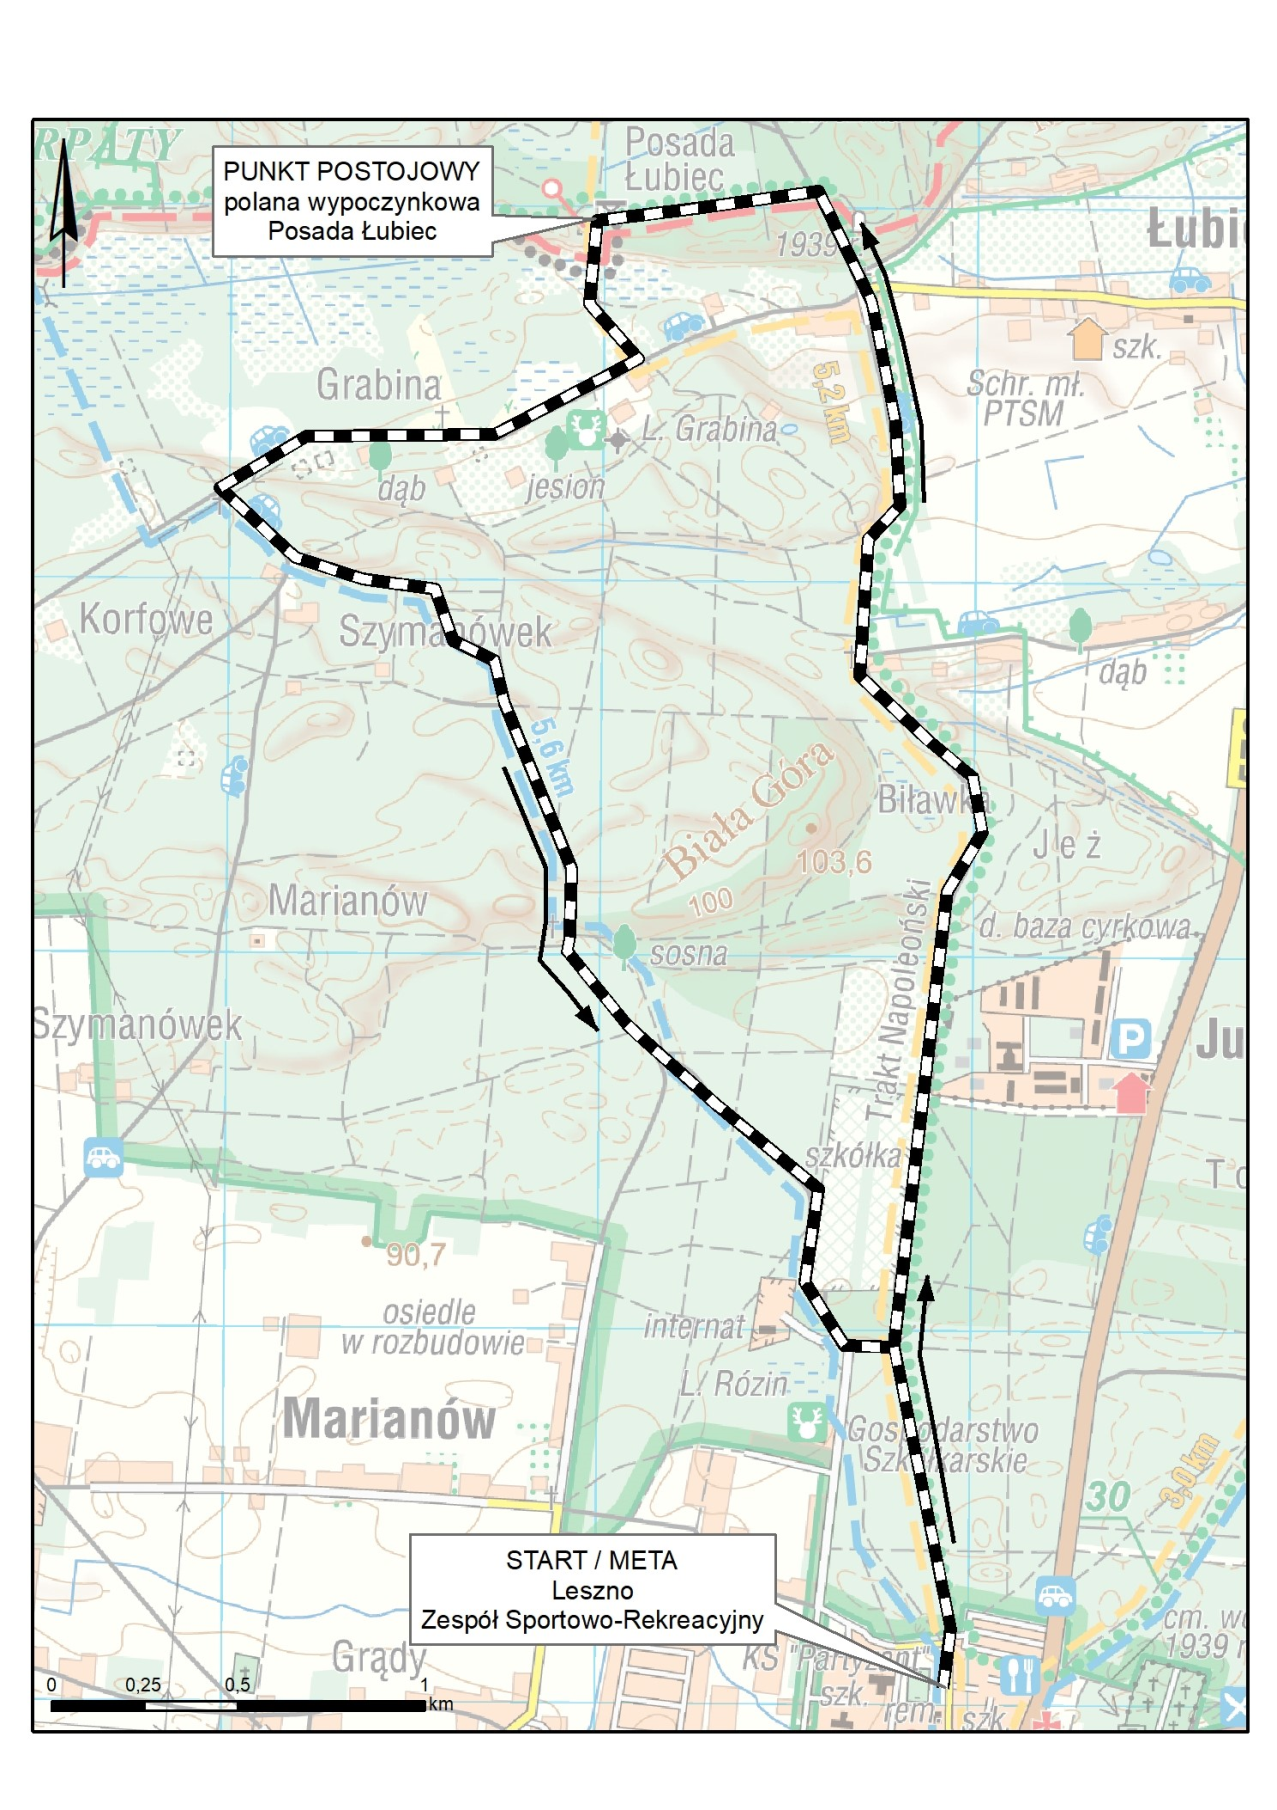 RPATY
PUNKT POSTOJOWY
polana wypoczynkowa
Posada Łubiec
Posada
Łubiec
1939
Łubi
szk.
Schr. mł.
PTSM
5,2 km
Grabina
L. Grabina
dąb
jesion
Korfowe
Szymanówek
dąb
5,6 km
Biała Góra
103,6
100
Biławka
Jeż
Marianów
sosna
d. baza cyrkowa
Trakt Napoleoński
Szymanówek
P
Ju
szkółka
90,7
osiedle
w rozbudowie
internat
L. Rózin
Marianów
Gospodarstwo
Szkółkarskie
3,0 km
30
START / META
Leszno
Zespół Sportowo-Rekreacyjny
Grądy
KS "Partyzant"
szk.
rem.
szk.
cm.
1939
0
0,25
0,5
1
km